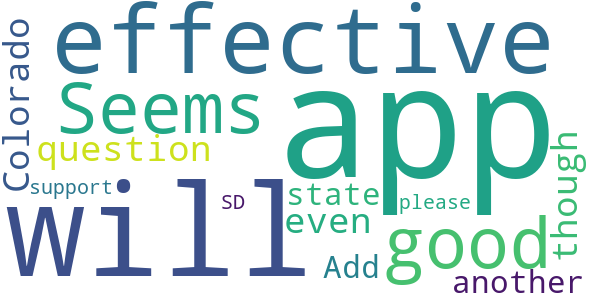 effective
Colorado
Seems
app
question
though
support
will
SD
state
please
even
good
Add
another